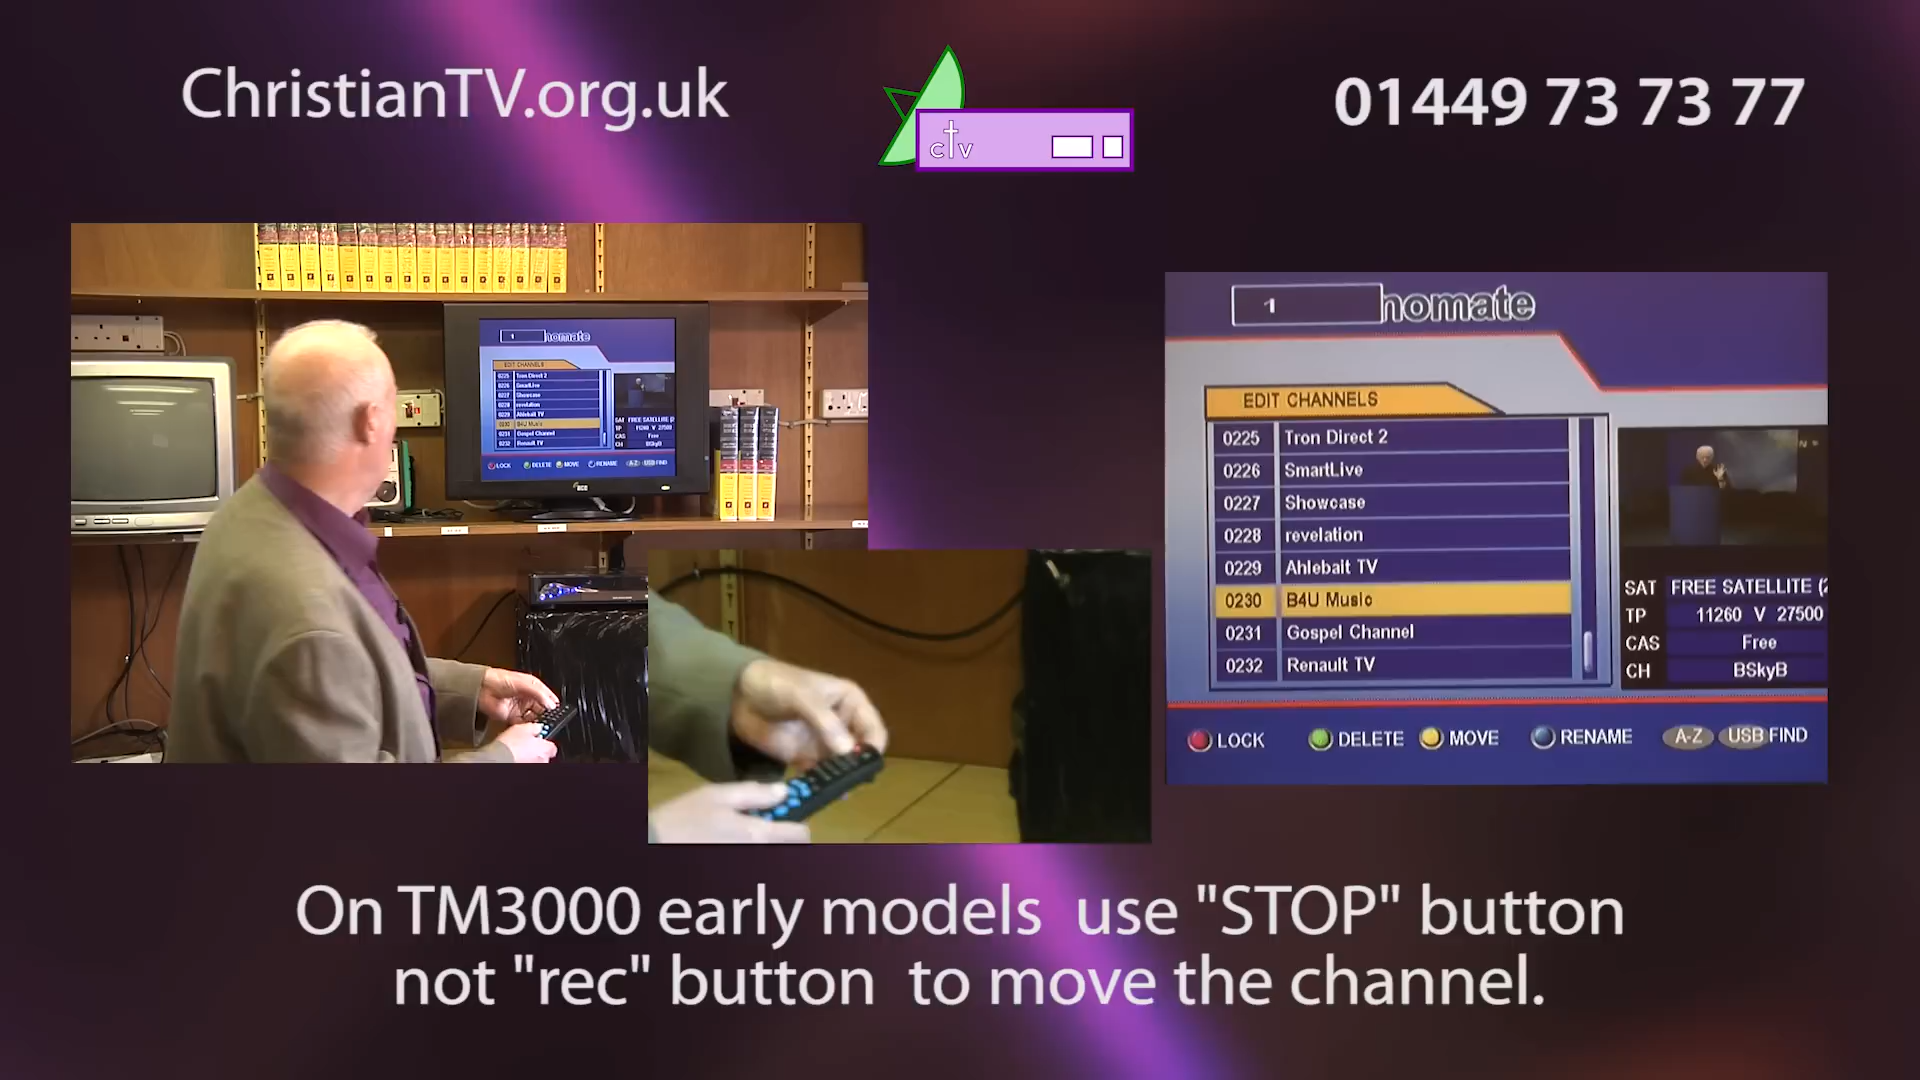 ChristianTV.org.uk
ctv
01449 73 73 77
1
nomate
EDIT CHANNELS
0225 Tron Direct 2
0226 SmartLive
0227 Showcase
0228 revelation
0229 Ahlebait TV
0230 B4U Music
0231 Gospel Channel
0232 Renault TV
SAT FREE SATELLITE (2
TP 11260 V 27500
CAS Free
CH BSkyB
LOCK DELETE MOVE RENAME A-Z USB FIND
On TM3000 early models use "STOP" button
not "rec" button to move the channel.